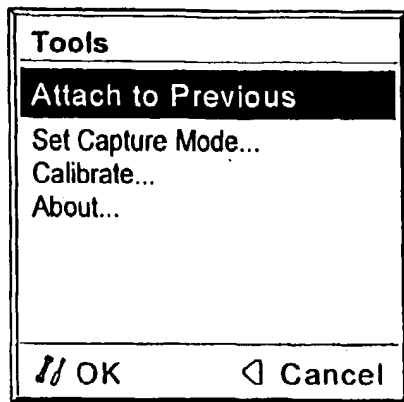 Tools
Attach to Previous
Set Capture Mode...
Calibrate...
About...
OK Cancel